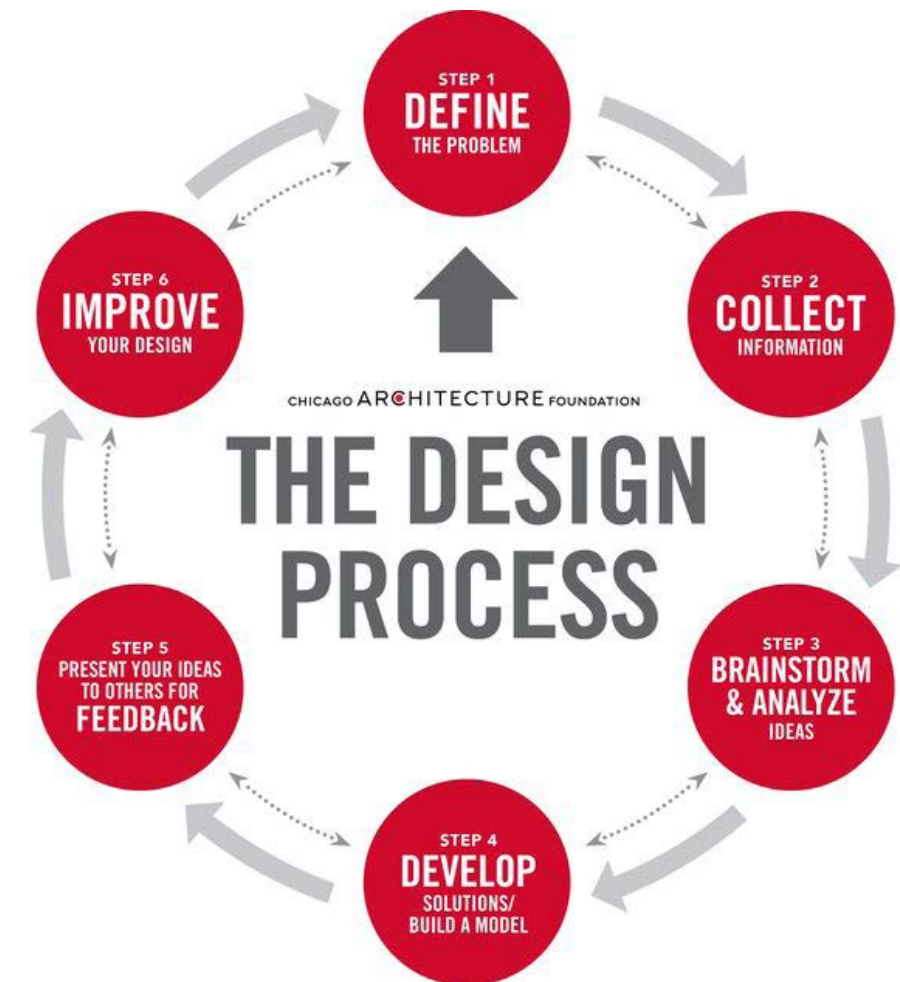 STEP 1
DEFINE
THE PROBLEM
STEP 2
COLLECT
INFORMATION
STEP 3
BRAINSTORM
& ANALYZE
IDEAS
STEP 4
DEVELOP
SOLUTIONS/
BUILD A MODEL
STEP 5
PRESENT YOUR IDEAS
TO OTHERS FOR
FEEDBACK
STEP 6
IMPROVE
YOUR DESIGN
CHICAGO ARCHITECTURE FOUNDATION
THE DESIGN
PROCESS